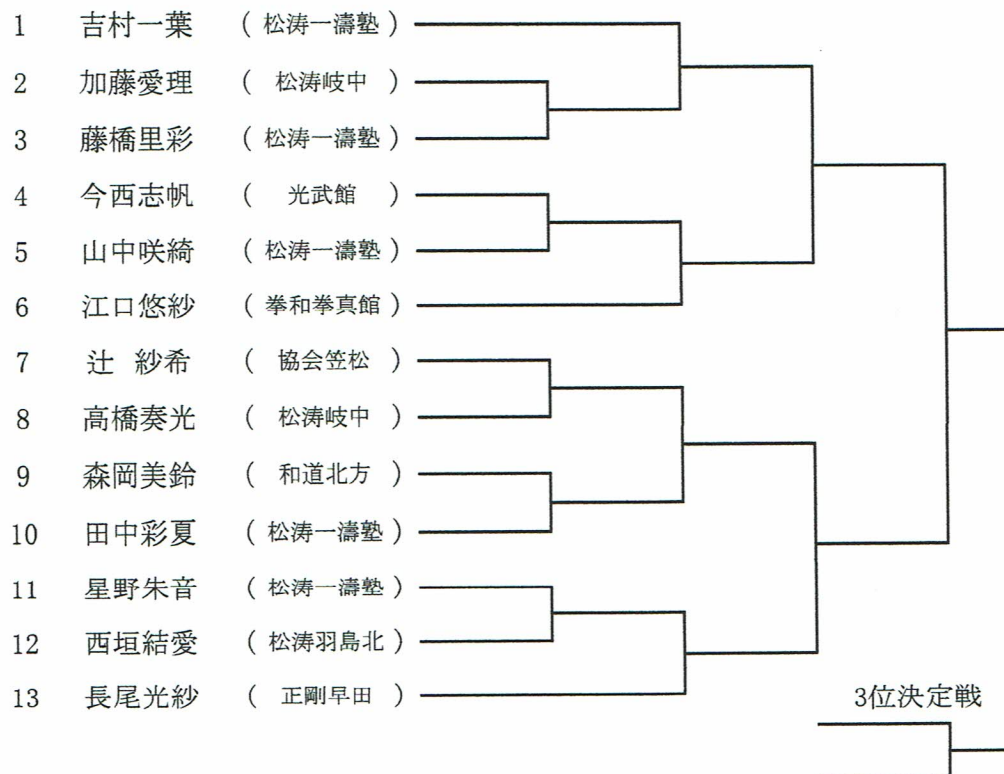 1 吉村一葉 (松涛一濤塾)
2 加藤愛理 (松涛岐中)
3 藤橋里彩 (松涛一濤塾)
4 今西志帆 (光武館)
5 山中咲綺 (松涛一濤塾)
6 江口悠紗 (拳和拳真館)
7 辻 紗希 (協会笠松)
8 高橋奏光 (松涛岐中)
9 森岡美鈴 (和道北方)
10 田中彩夏 (松涛一濤塾)
11 星野朱音 (松涛一濤塾)
12 西垣結愛 (松涛羽島北)
13 長尾光紗 (正剛早田)
3位決定戦